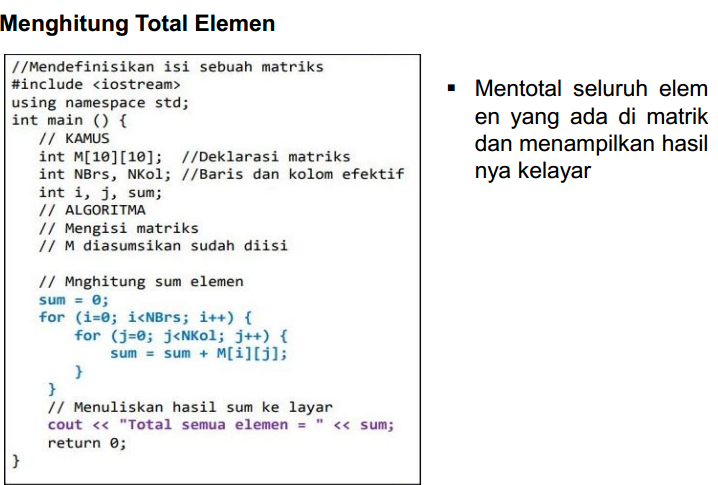 Menghitung Total Elemen
//Mendefinisikan isi sebuah matriks
#include <iostream>
using namespace std;
int main () {
// KAMUS
int M[10][10]; //Deklarasi matriks
int NBrs, NKol; //Baris dan kolom efektif
int i, j, sum;
// ALGORITMA
// Mengisi matriks
// M diasumsikan sudah diisi
// Mnghitung sum elemen
sum = 0;
for (i=0; i<NBrs; i++) {
for (j=0; j<NKol; j++) {
sum = sum + M[i][j];
}
}
// Menuliskan hasil sum ke layar
cout << "Total semua elemen = " << sum;
return 0;
}
▪ Mentotal seluruh elem
en yang ada di matrik
dan menampilkan hasil
nya kelayar